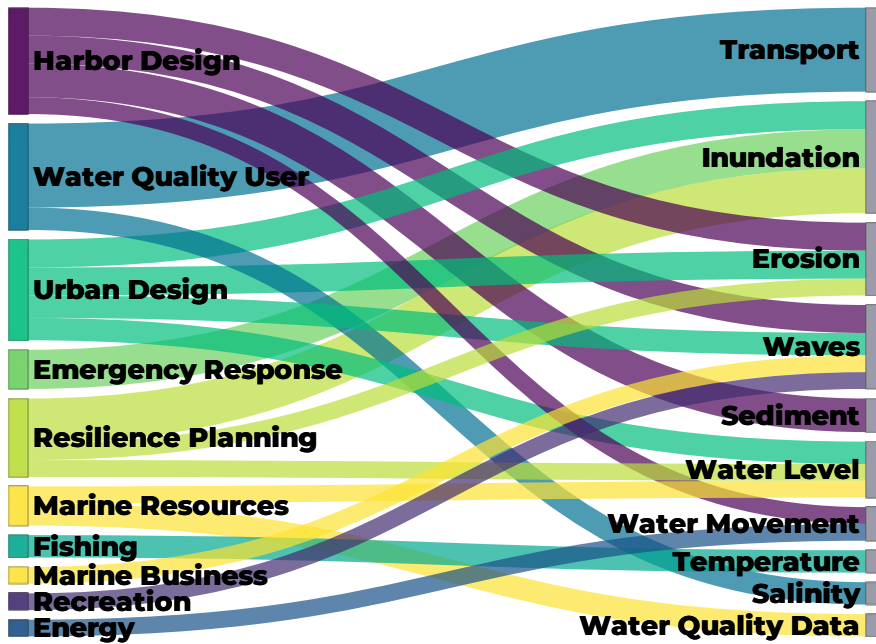 Harbor Design
Water Quality User
Urban Design
Emergency Response
Resilience Planning
Marine Resources
Fishing
Marine Business
Recreation
Energy
Transport
Inundation
Erosion
Waves
Sediment
Water Level
Water Movement
Temperature
Salinity
Water Quality Data